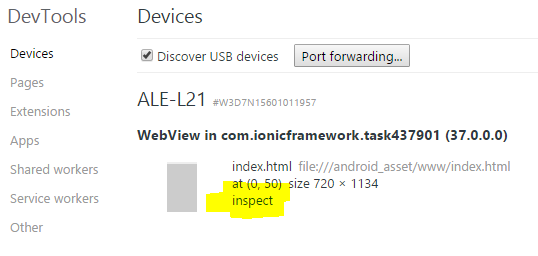 DevTools
Devices
Pages
Extensions
Apps
Shared workers
Service workers
Other
Devices
Discover USB devices
Port forwarding...
ALE-L21 #W3D7N15601011957
WebView in com.ionicframework.task437901 (37.0.0.0)
index.html file:///android_asset/www/index.html
at (0, 50) size 720 × 1134
inspect